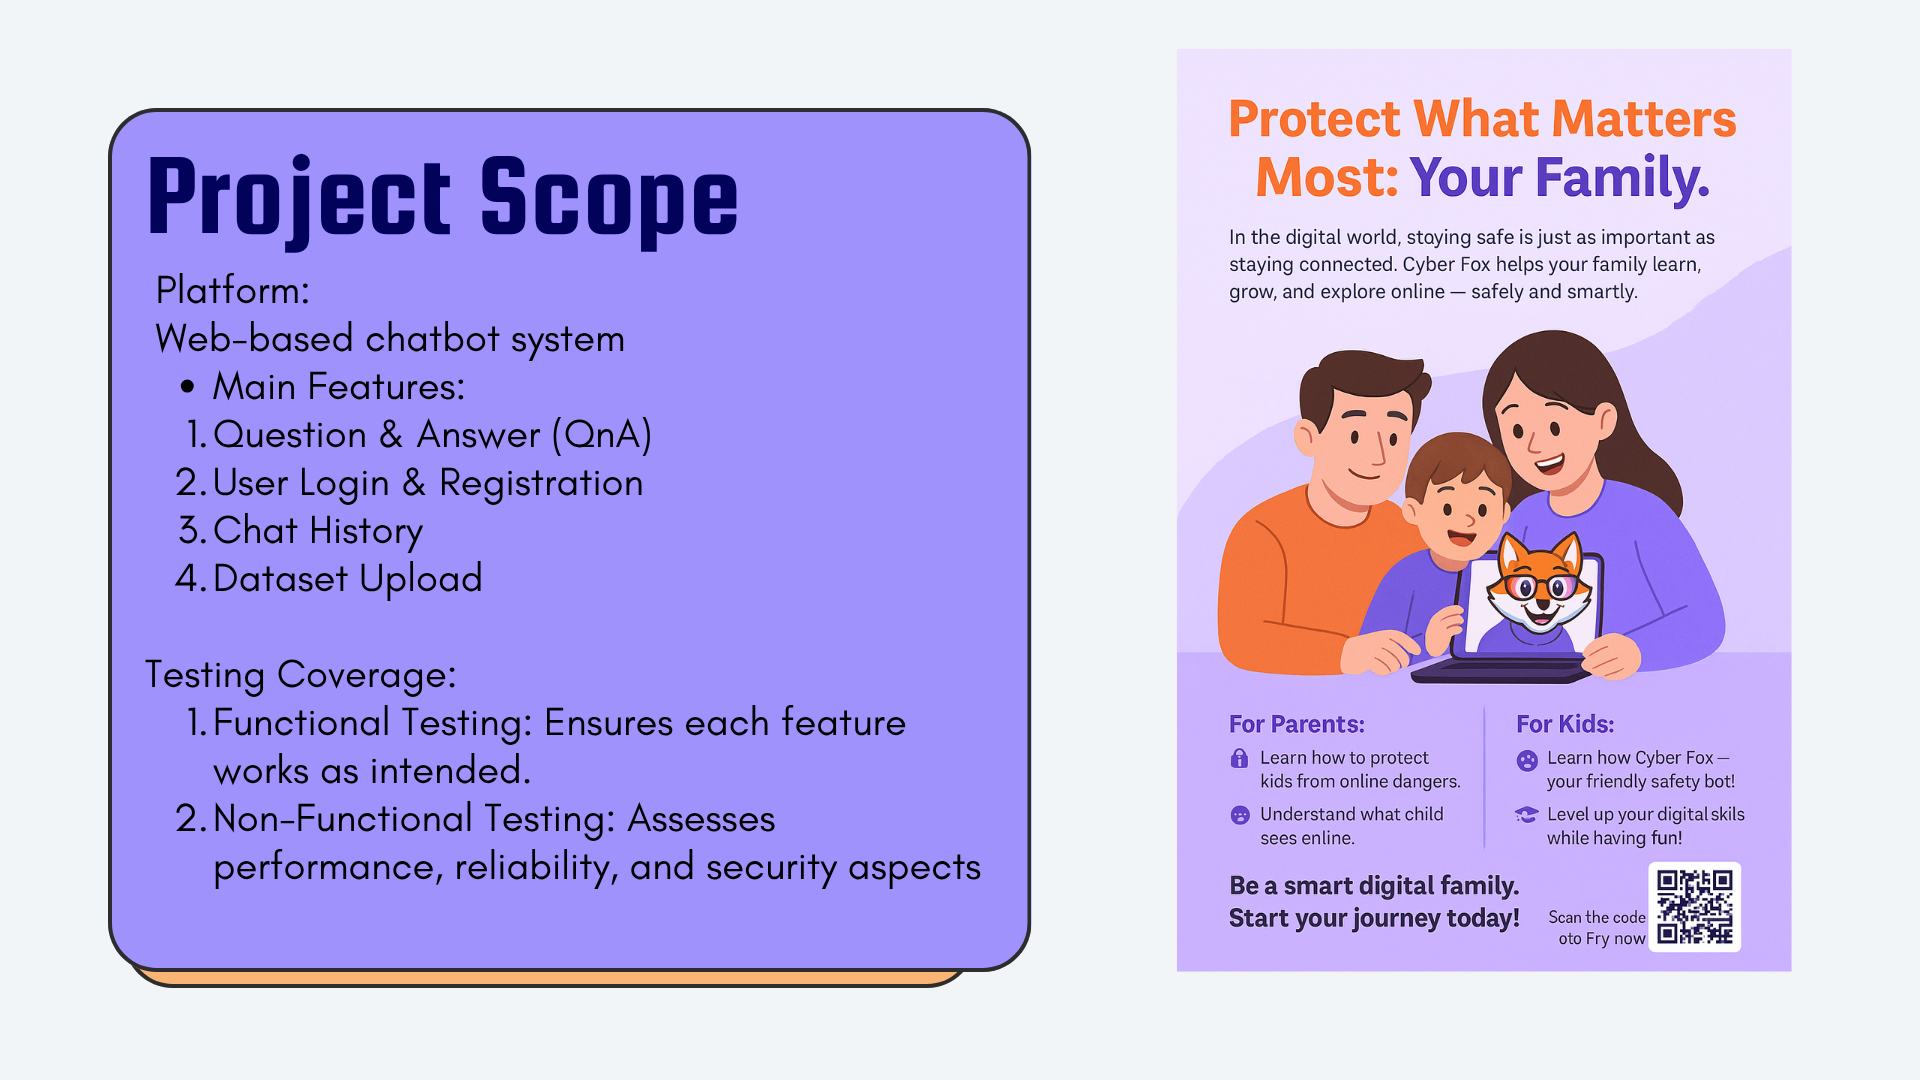 Project Scope
Platform:
Web-based chatbot system
• Main Features:
1. Question & Answer (QnA)
2. User Login & Registration
3. Chat History
4. Dataset Upload
Testing Coverage:
1. Functional Testing: Ensures each feature
works as intended.
2. Non-Functional Testing: Assesses
performance, reliability, and security aspects
Protect What Matters
Most: Your Family.
In the digital world, staying safe is just as important as
staying connected. Cyber Fox helps your family learn,
grow, and explore online — safely and smartly.
For Parents:
Learn how to protect
kids from online dangers.
Understand what child
sees enline.
For Kids:
Learn how Cyber Fox —
your friendly safety bot!
Level up your digital skils
while having fun!
Be a smart digital family.
Start your journey today!
Scan the code
oto Fry now